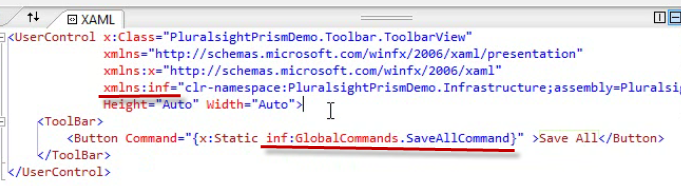 XAML
<UserControl x:Class="PluralsightPrismDemo.Toolbar.ToolbarView"
xmlns="http://schemas.microsoft.com/winfx/2006/xaml/presentation"
xmlns:x="http://schemas.microsoft.com/winfx/2006/xaml"
xmlns:inf="clr-namespace:PluralsightPrismDemo.Infrastructure;assembly=Pluralsi
Height="Auto" Width="Auto">
<ToolBar>
<Button Command="{x:Static inf:GlobalCommands.SaveAllCommand}" >Save All</Button>
</ToolBar>
</UserControl>